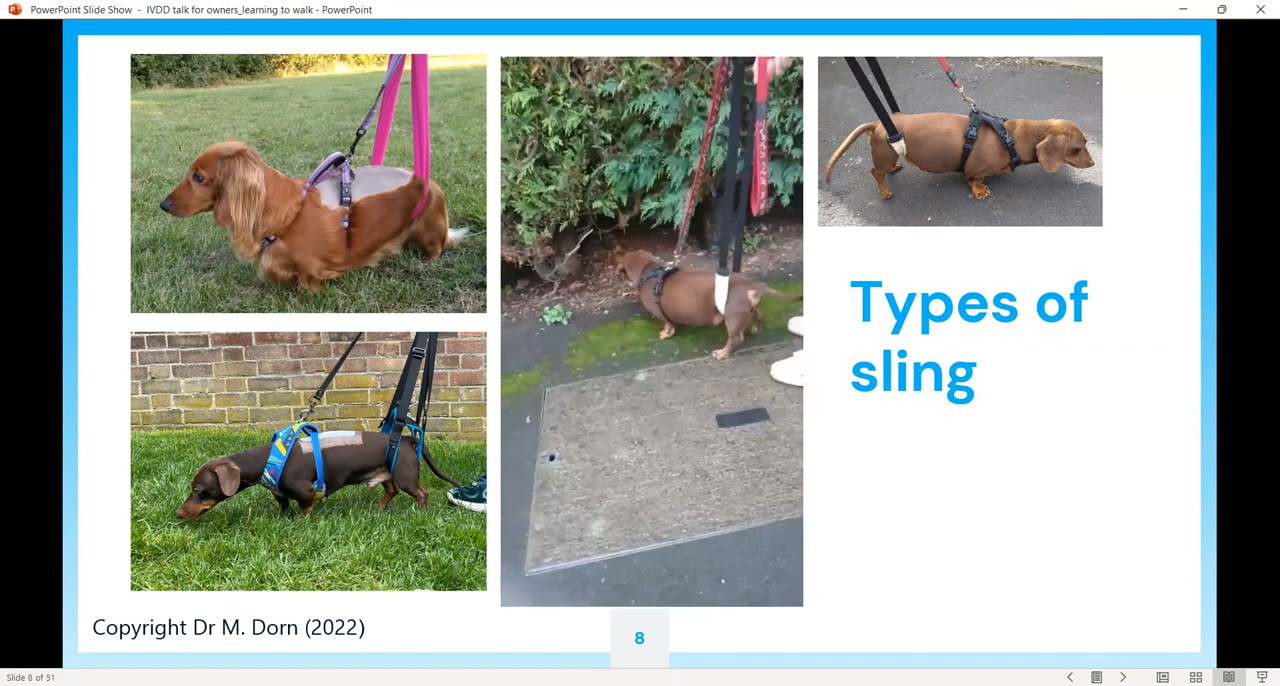 PowerPoint Slide Show - IVDD talk for owners_learning to walk - PowerPoint
Types of
sling
Copyright Dr M. Dorn (2022)
8
Slide 8 of 51